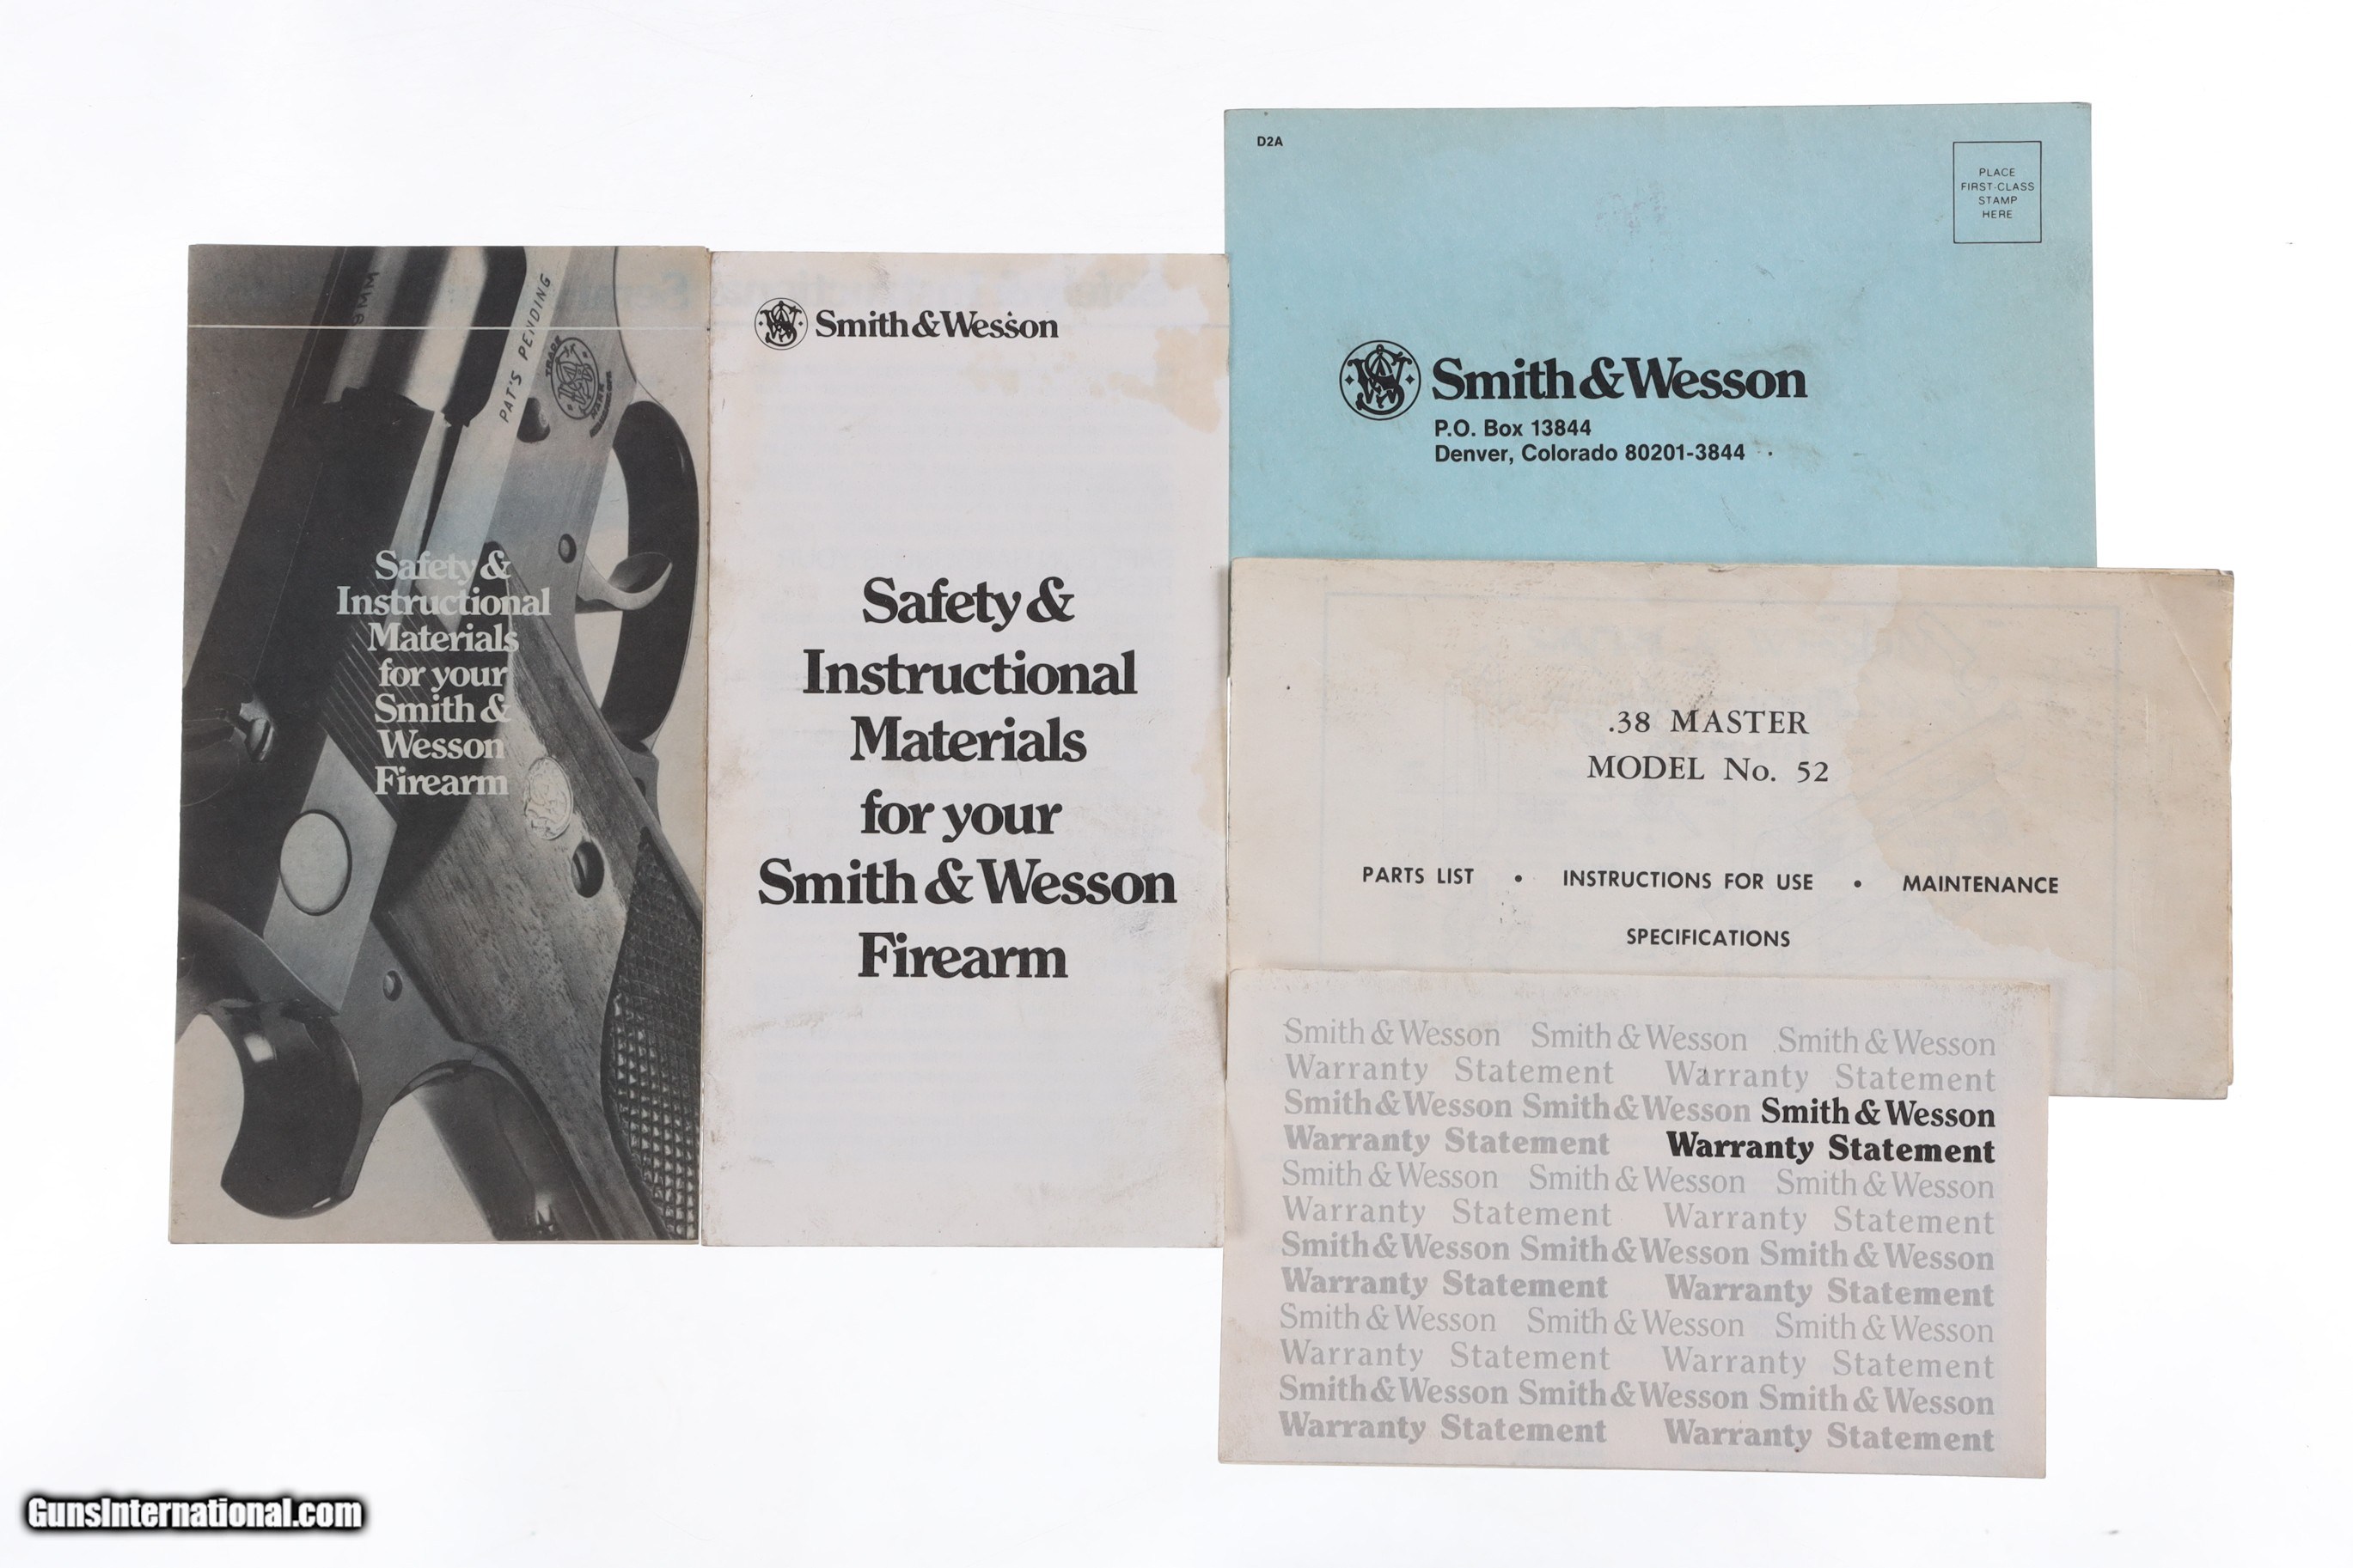 9MM
PAT'S PENDING
TRADE
MARK
Safety &
Instructional
Materials
for your
Smith &
Wesson
Firearm
Smith & Wesson
Safety &
Instructional
Materials
for your
Smith & Wesson
Firearm
D2A
PLACE
FIRST-CLASS
STAMP
HERE
Smith & Wesson
P.O. Box 13844
Denver, Colorado 80201-3844
.38 MASTER
MODEL No. 52
PARTS LIST • INSTRUCTIONS FOR USE • MAINTENANCE
SPECIFICATIONS
Smith & Wesson Smith & Wesson Smith & Wesson
Warranty Statement Warranty Statement
Smith & Wesson Smith & Wesson Smith & Wesson
Warranty Statement Warranty Statement
Smith & Wesson Smith & Wesson Smith & Wesson
Warranty Statement Warranty Statement
Smith & Wesson Smith & Wesson Smith & Wesson
Warranty Statement Warranty Statement
Smith & Wesson Smith & Wesson Smith & Wesson
Warranty Statement Warranty Statement
Smith & Wesson Smith & Wesson Smith & Wesson
Warranty Statement Warranty Statement
GunsInternational.com